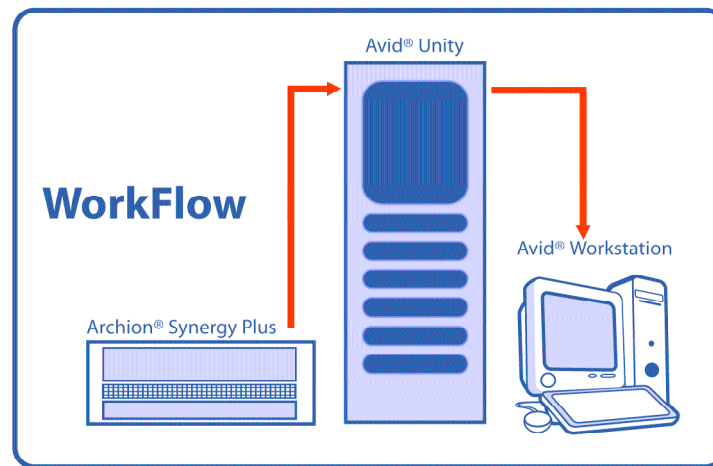 Avid® Unity
WorkFlow
Avid® Workstation
Archion® Synergy Plus